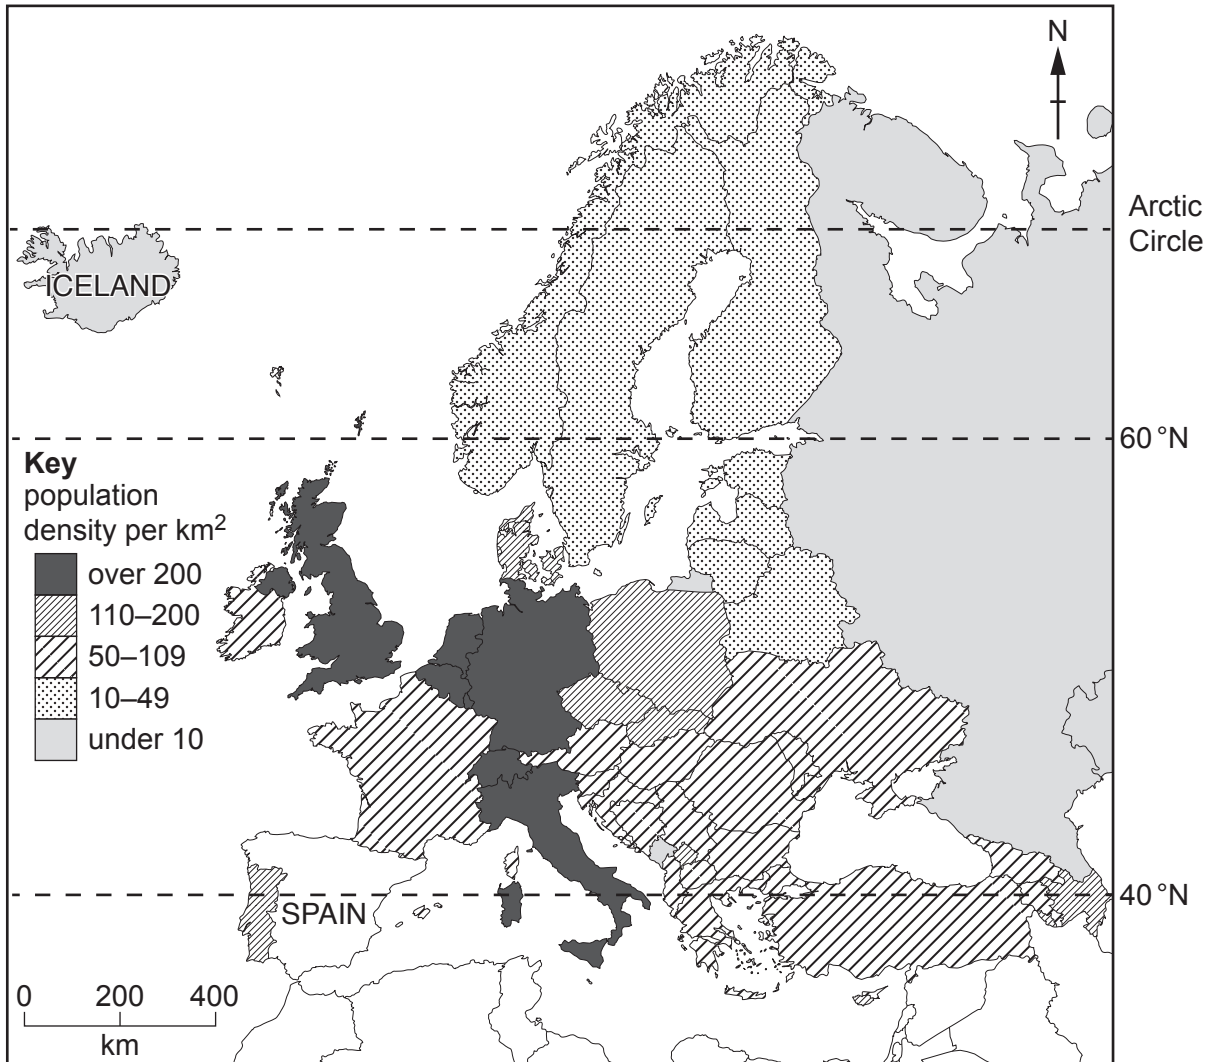 N
Arctic
Circle
ICELAND
60 °N
Key
population
density per km2
over 200
110–200
50–109
10–49
under 10
40 °N
SPAIN
0 200 400
km